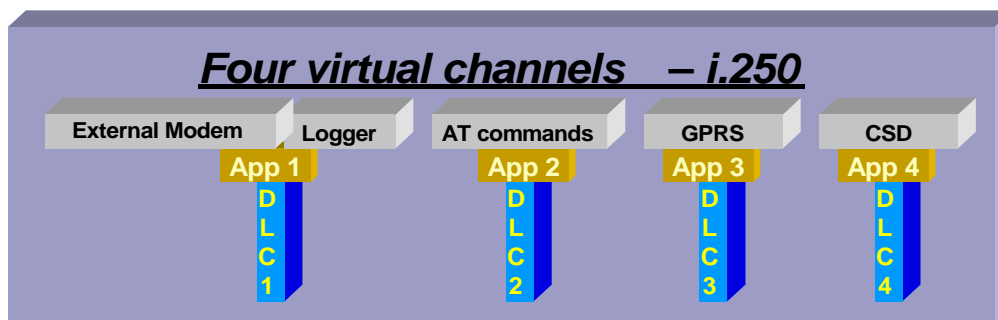 Four virtual channels – i.250
External Modem Logger AT commands GPRS CSD
App 1 App 2 App 3 App 4
D D D D
L L L L
C C C C
1 2 3 4